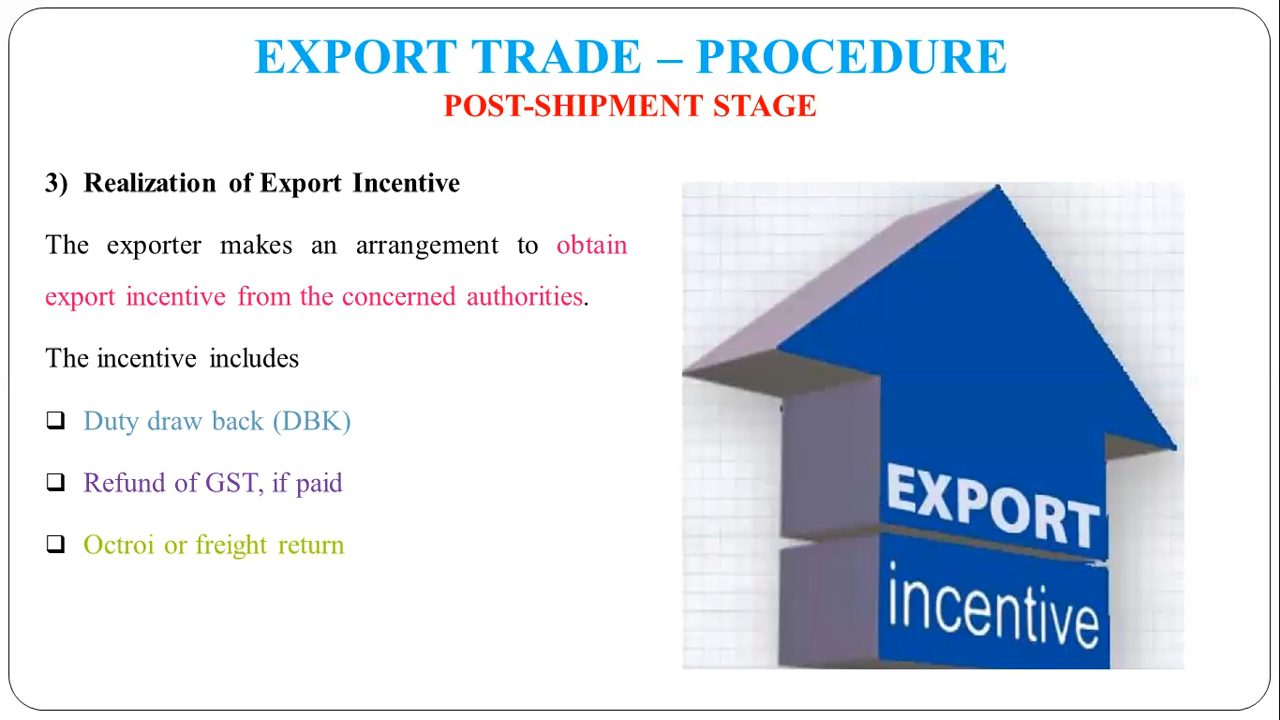 EXPORT TRADE – PROCEDURE
POST-SHIPMENT STAGE
3) Realization of Export Incentive
The exporter makes an arrangement to obtain
export incentive from the concerned authorities.
The incentive includes
❑ Duty draw back (DBK)
❑ Refund of GST, if paid
❑ Octroi or freight return
EXPORT
incentive